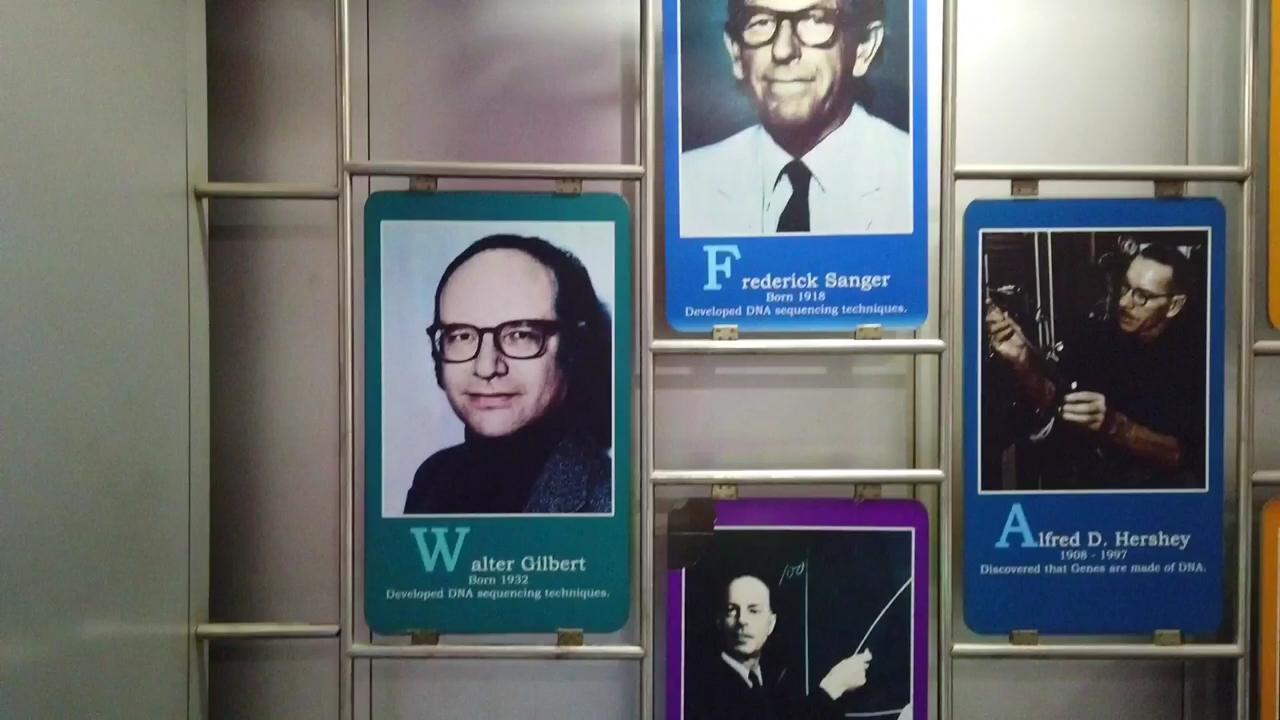 Walter Gilbert
Born 1932
Developed DNA sequencing techniques.
Frederick Sanger
Born 1918
Developed DNA sequencing techniques.
100
Alfred D. Hershey
1908 - 1997
Discovered that Genes are made of DNA.